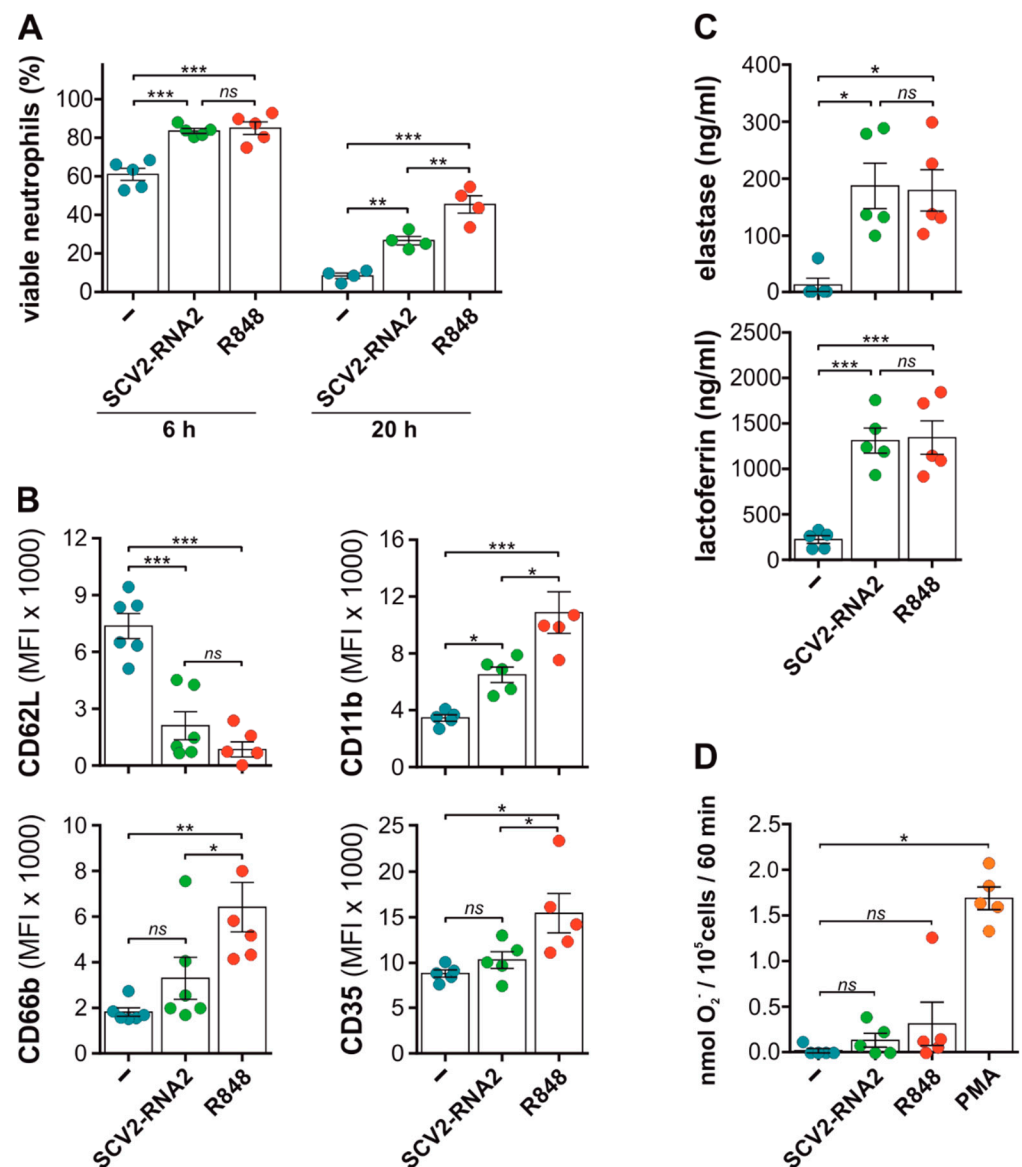 A
viable neutrophils (%)
100
80
60
40
20
0
***
*** ns
***
**
**
– SCV2-RNA2 R848
– SCV2-RNA2 R848
6 h
20 h
B
CD62L (MFI x 1000)
12
9
6
3
0
***
***
ns
CD11b (MFI x 1000)
16
12
8
4
0
***
*
*
CD66b (MFI x 1000)
10
8
6
4
2
0
**
*
ns
– SCV2-RNA2 R848
CD35 (MFI x 1000)
25
20
15
10
5
0
*
*
ns
– SCV2-RNA2 R848
C
elastase (ng/ml)
400
300
200
100
0
*
* ns
lactoferrin (ng/ml)
2500
2000
1500
1000
500
0
***
*** ns
– SCV2-RNA2 R848
D
nmol O₂⁻ / 10⁵cells / 60 min
2.5
2.0
1.5
1.0
0.5
0.0
*
ns
ns
– SCV2-RNA2 R848 PMA